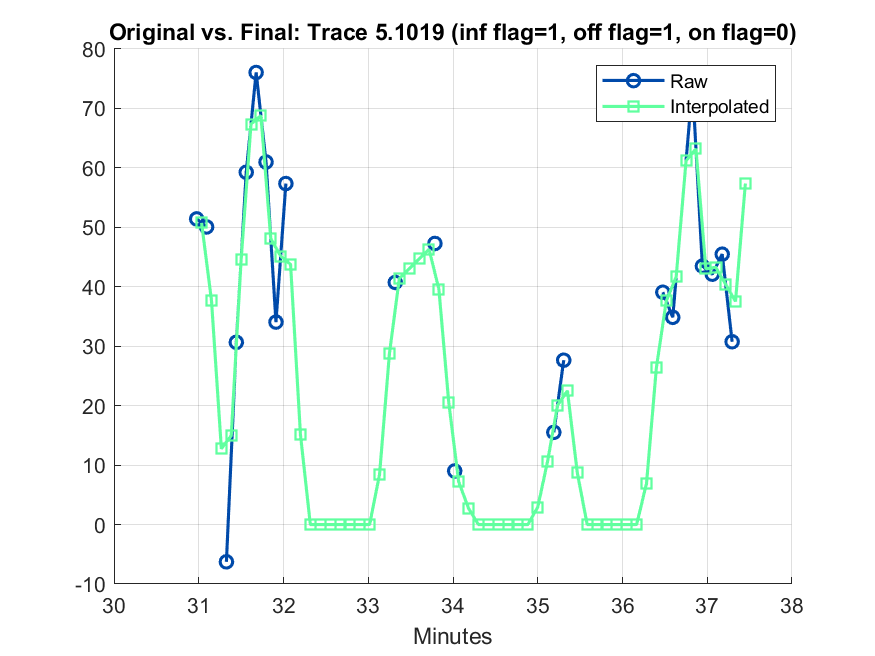 Original vs. Final: Trace 5.1019 (inf flag=1, off flag=1, on flag=0)
80
70
60
50
40
30
20
10
0
-10
Raw
Interpolated
30 31 32 33 34 35 36 37 38
Minutes